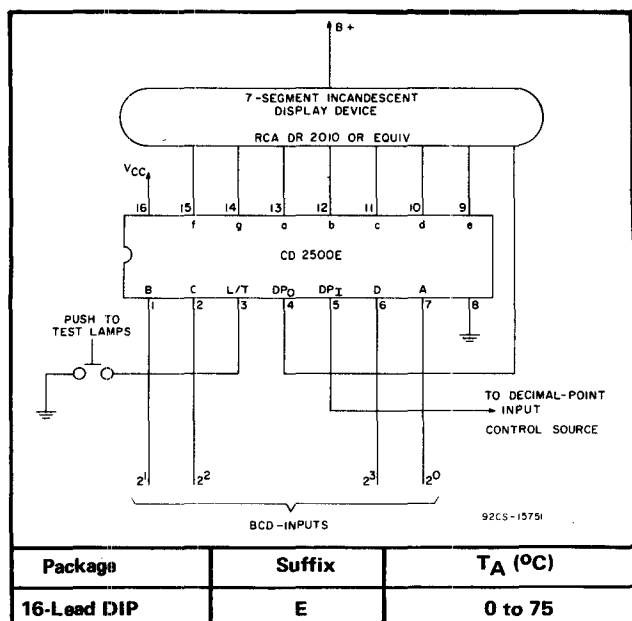 B+
7-SEGMENT INCANDESCENT
DISPLAY DEVICE
RCA DR 2010 OR EQUIV
VCC
16 15 14 13 12 11 10 9
f g a b c d e
CD 2500E
B C L/T DPO DPI D A
1 2 3 4 5 6 7 8
PUSH TO
TEST LAMPS
TO DECIMAL-POINT
INPUT
CONTROL SOURCE
2¹ 2² 2³ 2⁰
BCD-INPUTS
92CS-15751
Package Suffix TA (°C)
16-Lead DIP E 0 to 75